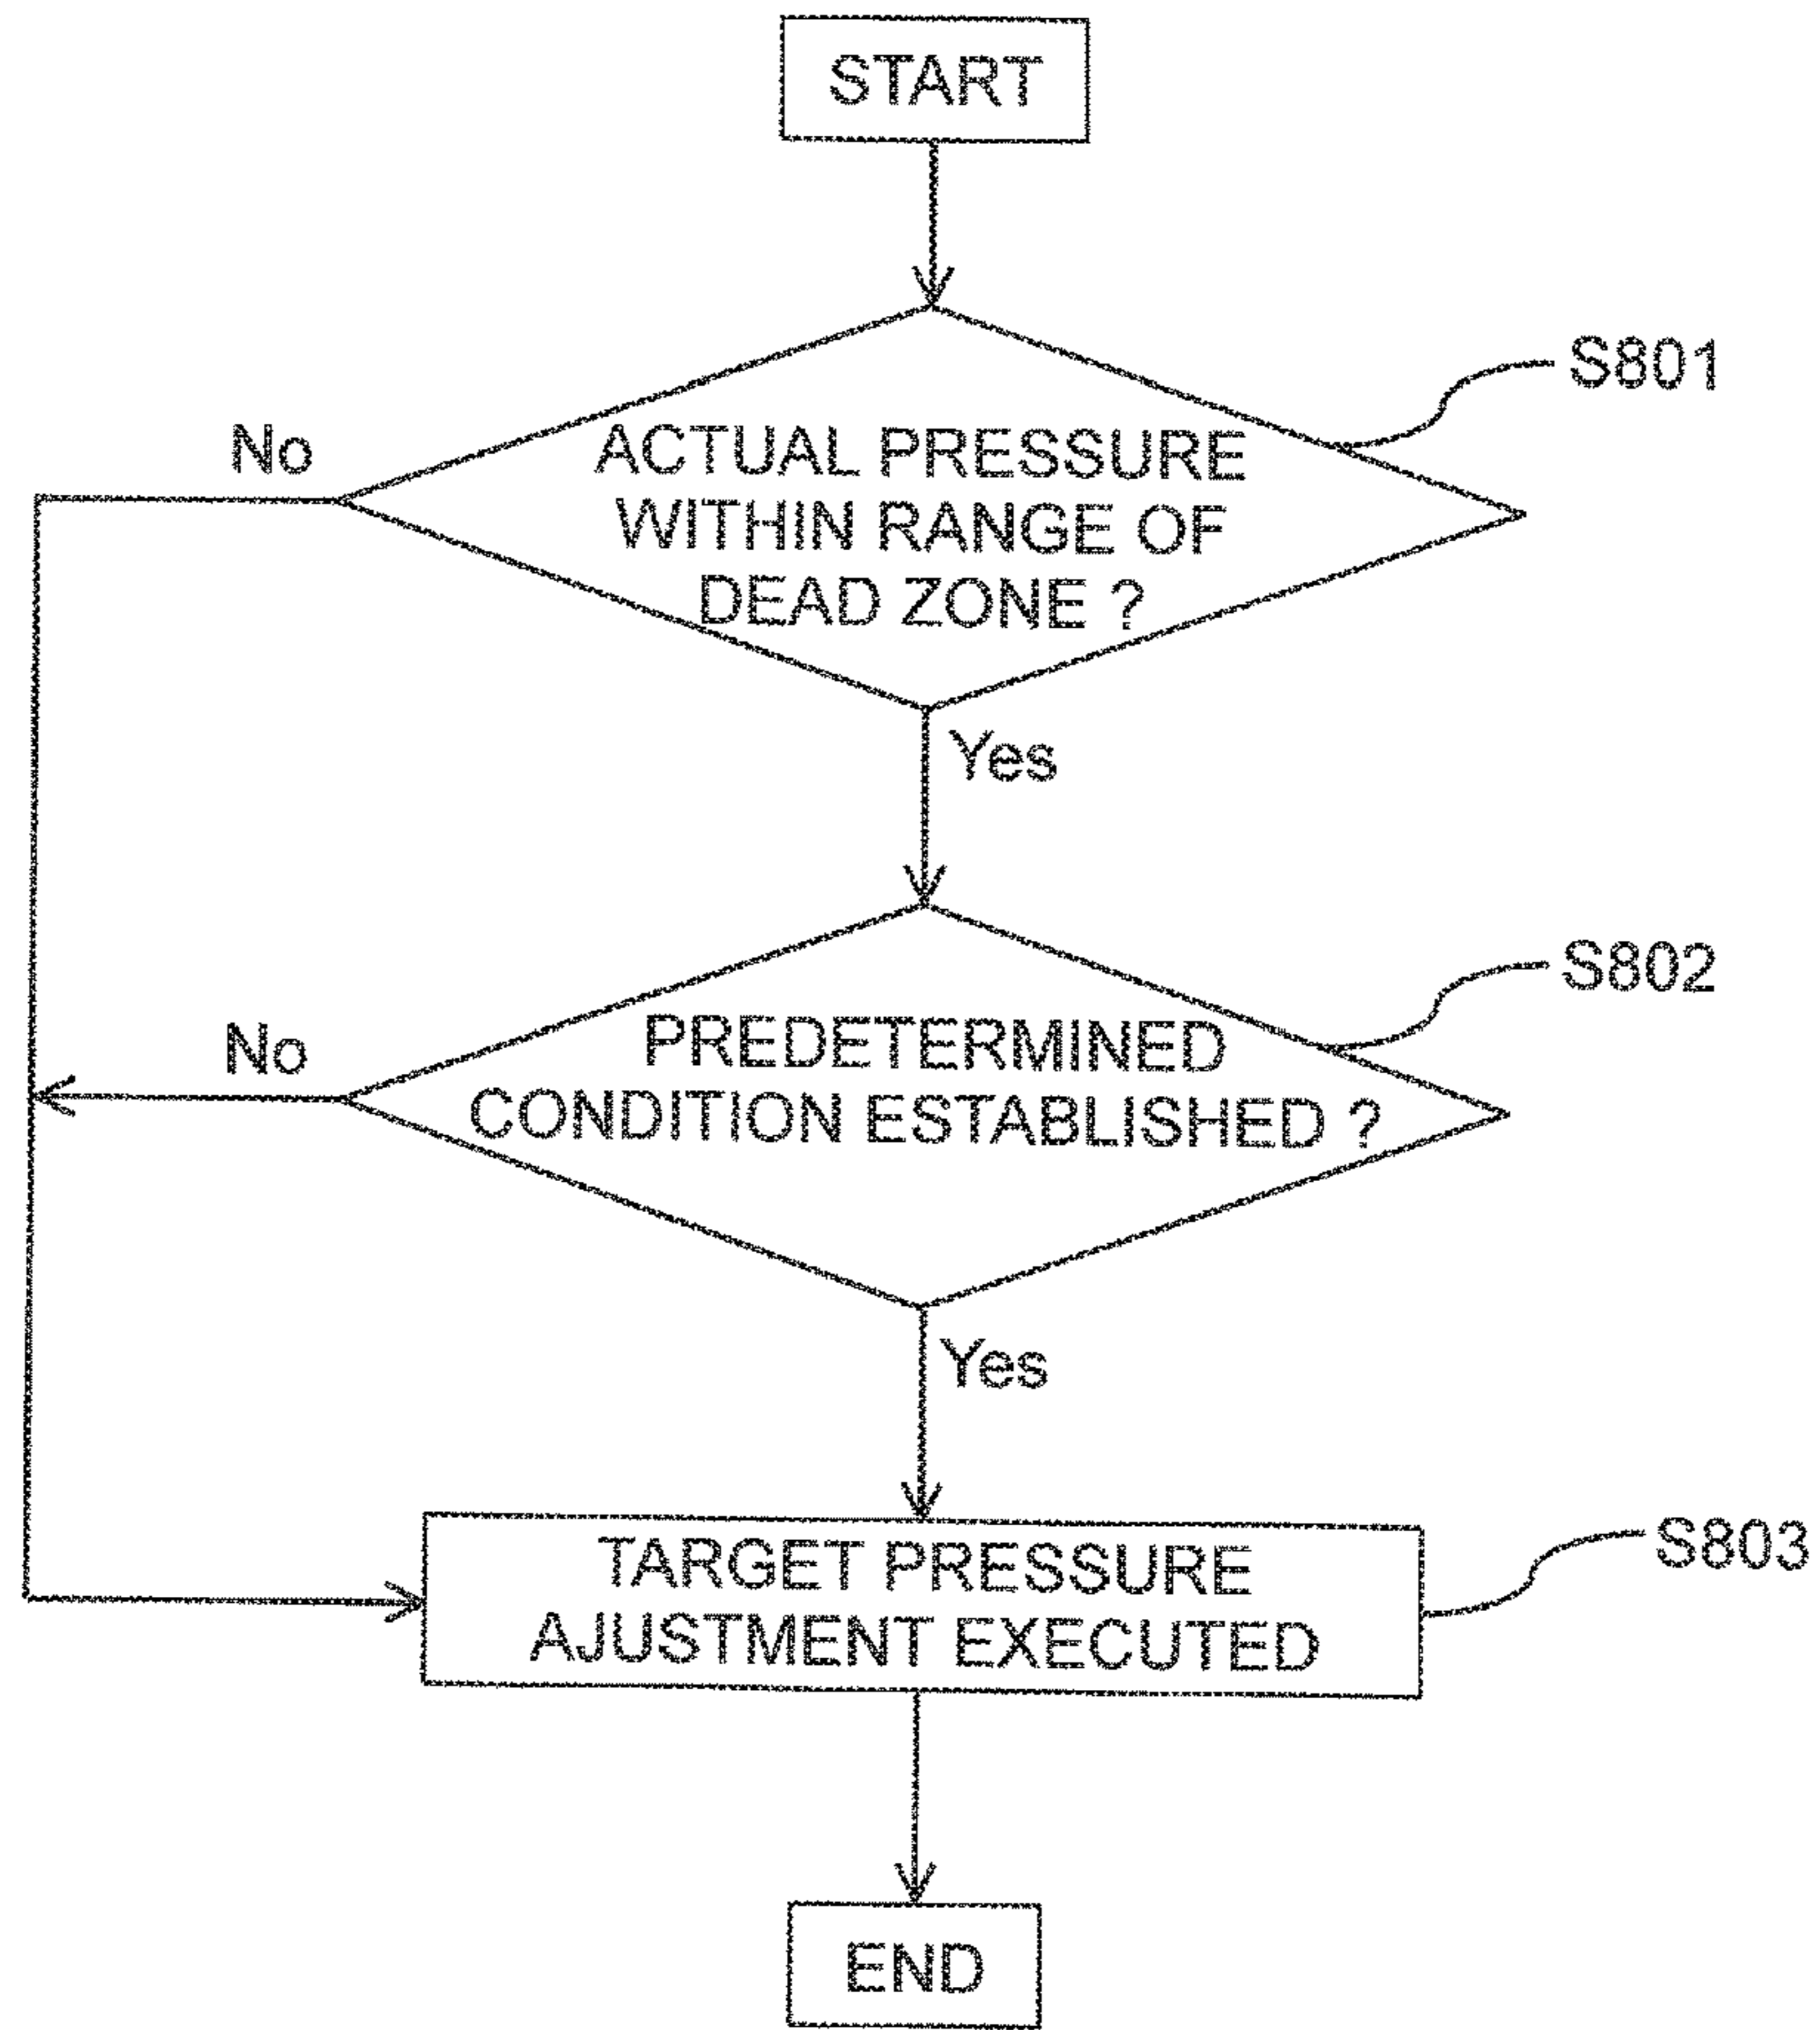 START
S801
No
ACTUAL PRESSURE
WITHIN RANGE OF
DEAD ZONE ?
Yes
S802
No
PREDETERMINED
CONDITION ESTABLISHED ?
Yes
S803
TARGET PRESSURE
AJUSTMENT EXECUTED
END